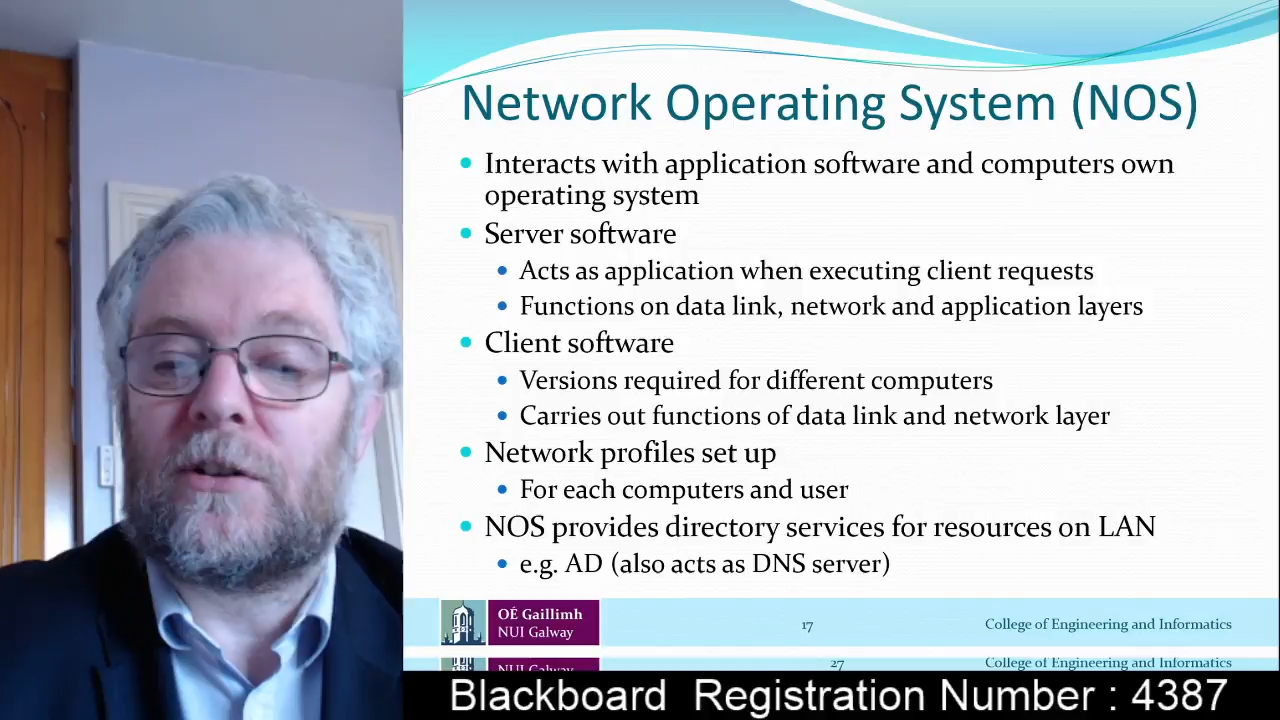 Network Operating System (NOS)
Interacts with application software and computers own
operating system
Server software
Acts as application when executing client requests
Functions on data link, network and application layers
Client software
Versions required for different computers
Carries out functions of data link and network layer
Network profiles set up
For each computers and user
NOS provides directory services for resources on LAN
e.g. AD (also acts as DNS server)
OÉ Gaillimh
NUI Galway
17
College of Engineering and Informatics
NUI Galway
27
College of Engineering and Informatics
Blackboard Registration Number : 4387